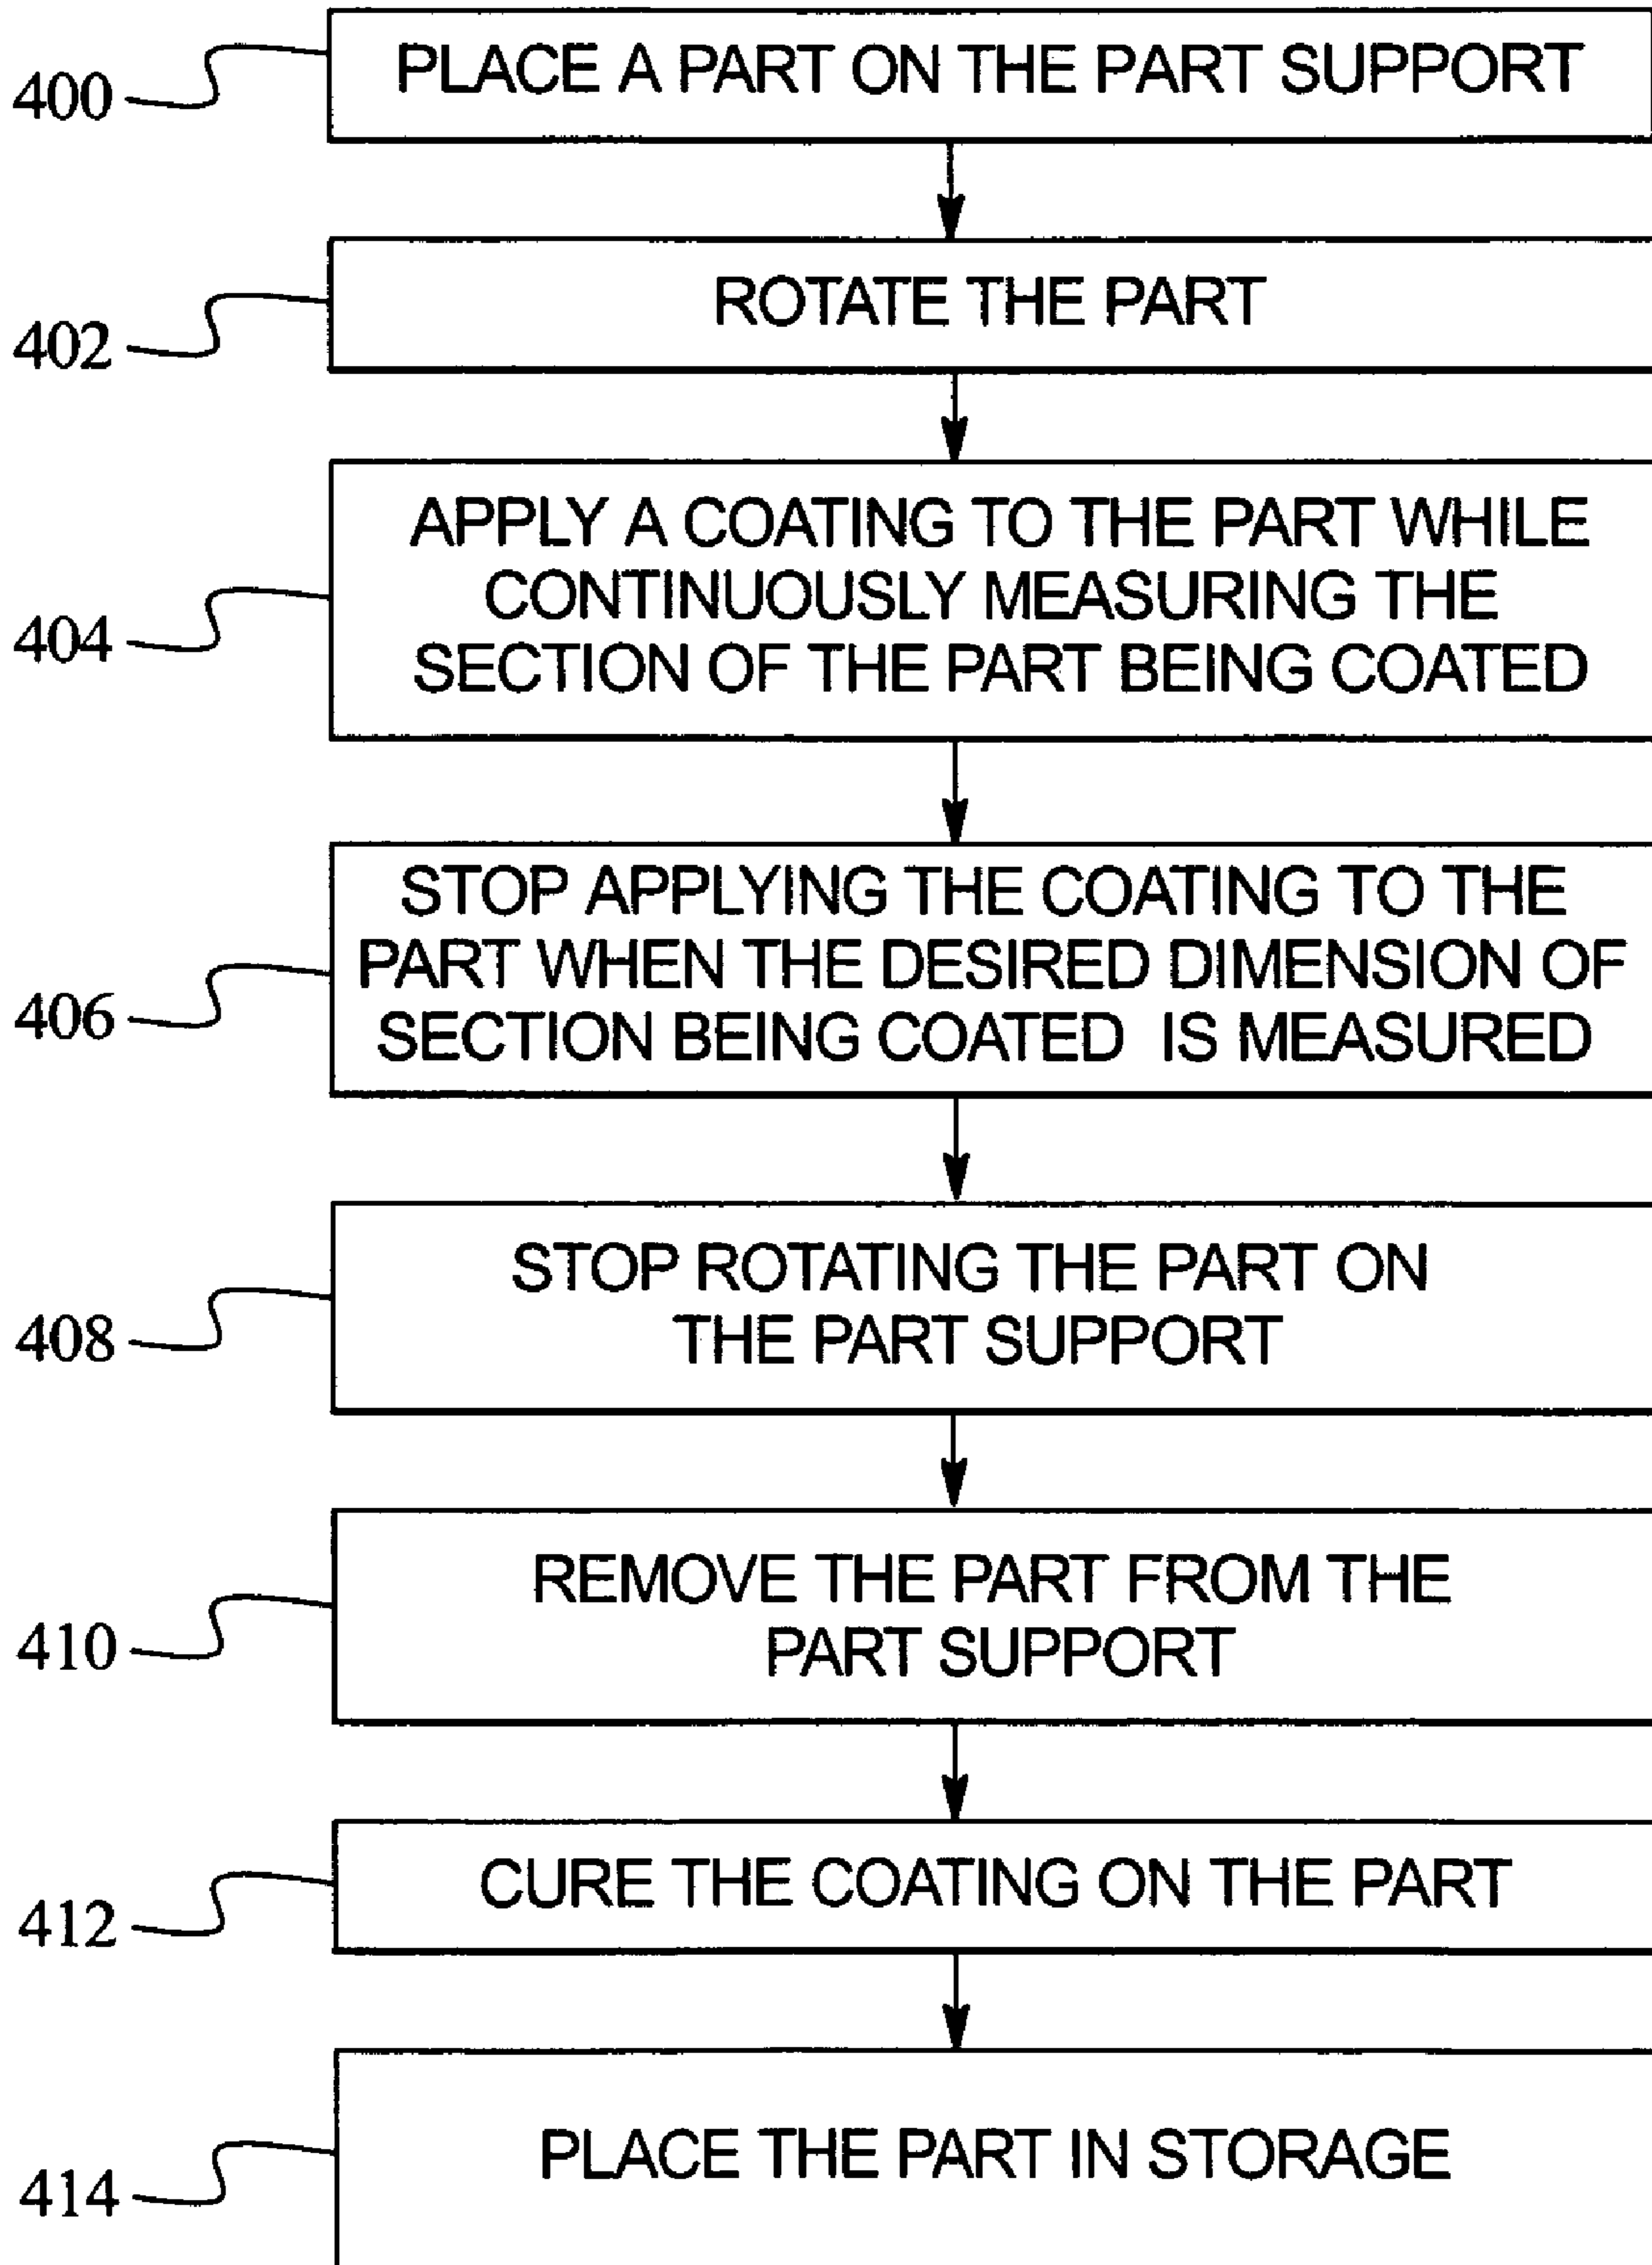 400
PLACE A PART ON THE PART SUPPORT
402
ROTATE THE PART
404
APPLY A COATING TO THE PART WHILE
CONTINUOUSLY MEASURING THE
SECTION OF THE PART BEING COATED
406
STOP APPLYING THE COATING TO THE
PART WHEN THE DESIRED DIMENSION OF
SECTION BEING COATED IS MEASURED
408
STOP ROTATING THE PART ON
THE PART SUPPORT
410
REMOVE THE PART FROM THE
PART SUPPORT
412
CURE THE COATING ON THE PART
414
PLACE THE PART IN STORAGE